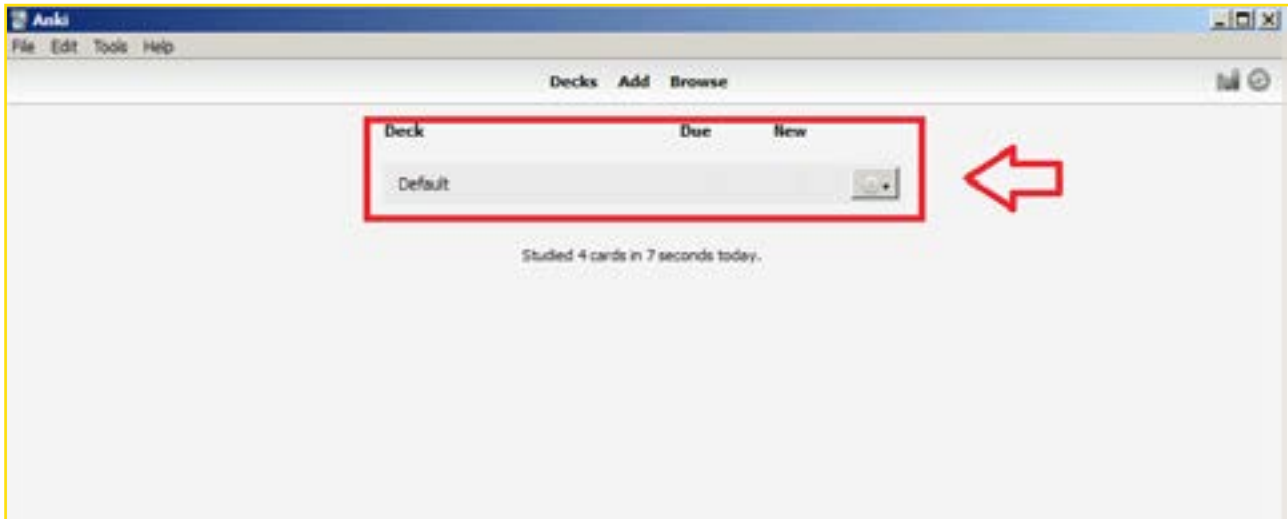 Anki
File Edit Tools Help
Decks Add Browse
Deck Due New
Default
Studied 4 cards in 7 seconds today.